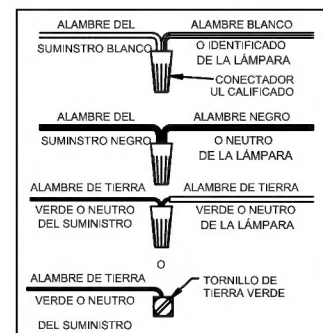 ALAMBRE DEL ALAMBRE BLANCO
SUMINSTRO BLANCO O IDENTIFICADO
DE LA LÁMPARA
CONECTADOR
UL CALIFICADO
ALAMBRE DEL ALAMBRE NEGRO
SUMINSTRO NEGRO O NEUTRO
DE LA LÁMPARA
ALAMBRE DE TIERRA ALAMBRE DE TIERRA
VERDE O NEUTRO VERDE O NEUTRO
DEL SUMINISTRO DE LA LÁMPARA
O
ALAMBRE DE TIERRA TORNILLO DE
TIERRA VERDE
VERDE O NEUTRO
DEL SUMINISTRO